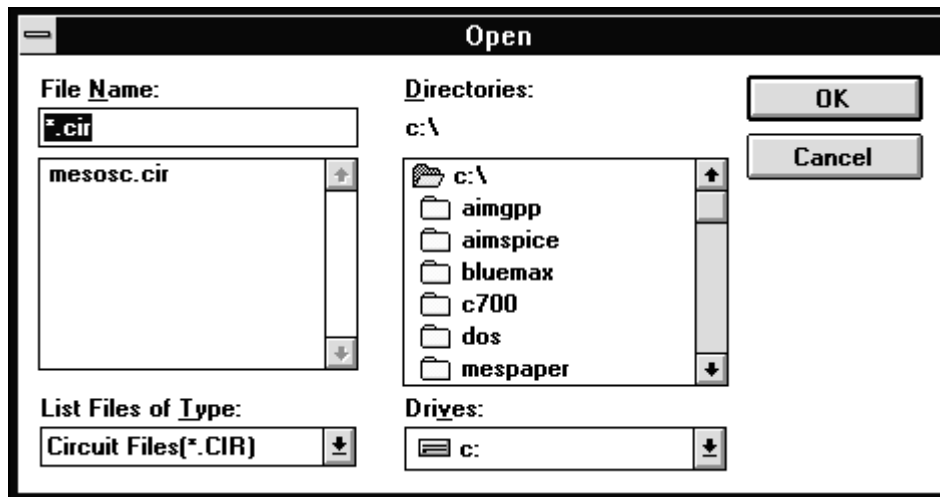 Open
File Name:
*.cir
mesosc.cir
List Files of Type:
Circuit Files(*.CIR)
Directories:
c:\
c:\
aimgpp
aimspice
bluemax
c700
dos
mespaper
Drives:
c:
OK
Cancel